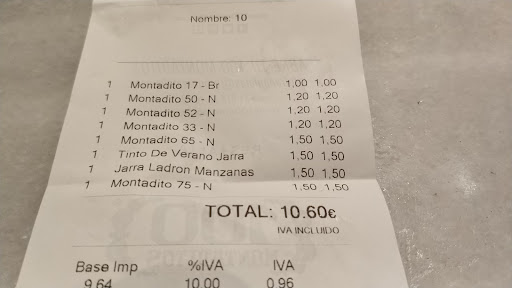 Nombre: 10
1 Montadito 17 - Br 1,00 1,00
1 Montadito 50 - N 1,20 1,20
1 Montadito 52 - N 1,20 1,20
1 Montadito 33 - N 1,20 1,20
1 Montadito 65 - N 1,50 1,50
1 Tinto De Verano Jarra 1,50 1,50
1 Jarra Ladron Manzanas 1,50 1,50
1 Montadito 75 - N 1,50 1,50
TOTAL: 10.60€
IVA INCLUIDO
Base Imp %IVA IVA
9,64 10,00 0,96